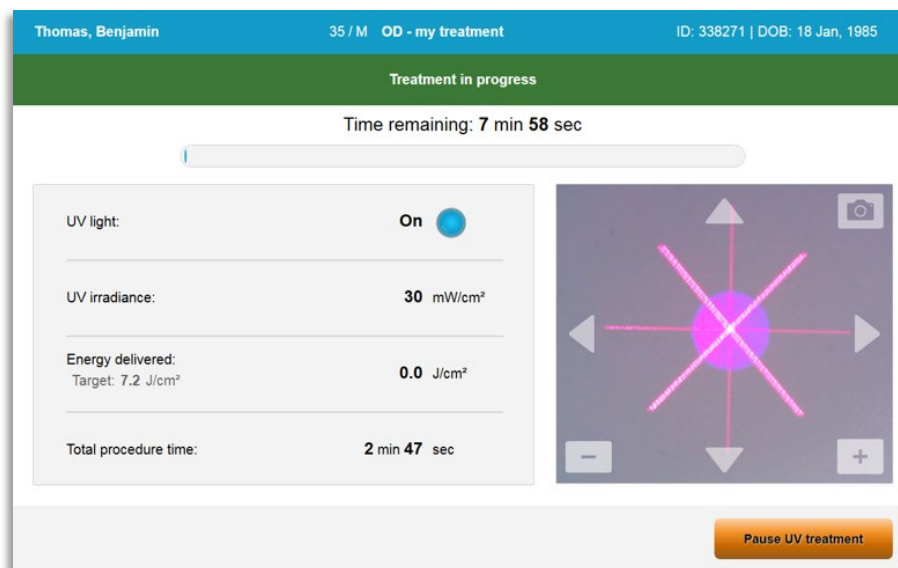 Thomas, Benjamin 35 / M OD - my treatment ID: 338271 | DOB: 18 Jan, 1985
Treatment in progress
Time remaining: 7 min 58 sec
UV light: On
UV irradiance: 30 mW/cm²
Energy delivered:
Target: 7.2 J/cm² 0.0 J/cm²
Total procedure time: 2 min 47 sec
Pause UV treatment